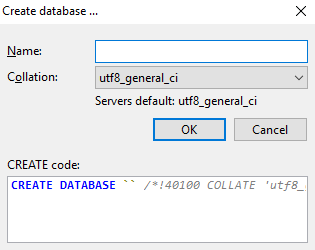 Create database ...
Name:
Collation:
utf8_general_ci
Servers default: utf8_general_ci
OK
Cancel
CREATE code:
CREATE DATABASE `` /*!40100 COLLATE 'utf8_